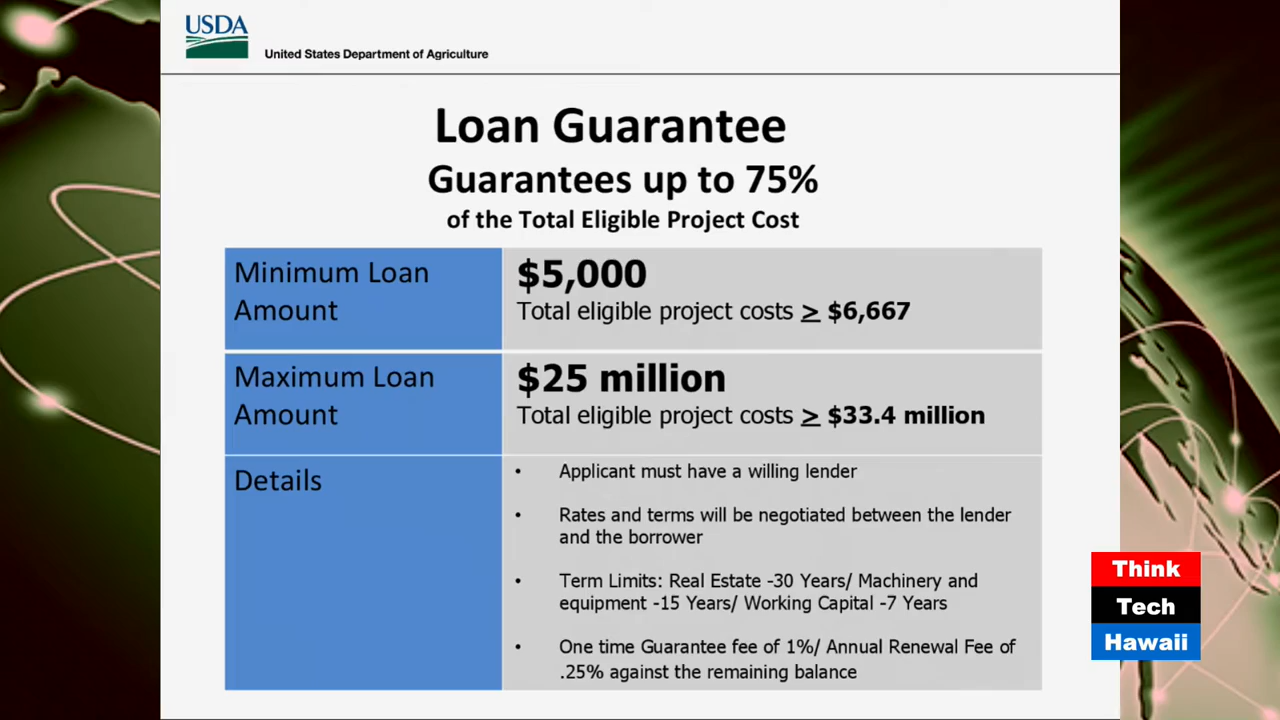 USDA
United States Department of Agriculture
Loan Guarantee
Guarantees up to 75%
of the Total Eligible Project Cost
Minimum Loan
Amount
$5,000
Total eligible project costs ≥ $6,667
Maximum Loan
Amount
$25 million
Total eligible project costs ≥ $33.4 million
Details
• Applicant must have a willing lender
• Rates and terms will be negotiated between the lender
and the borrower
• Term Limits: Real Estate -30 Years/ Machinery and
equipment -15 Years/ Working Capital -7 Years
• One time Guarantee fee of 1%/ Annual Renewal Fee of
.25% against the remaining balance
Think
Tech
Hawaii